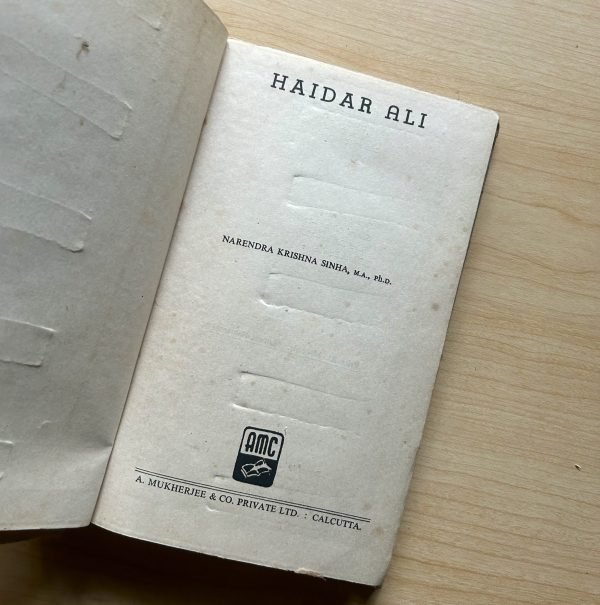 HAIDAR ALI
NARENDRA KRISHNA SINHA, M.A., Ph.D.
AMC
A. MUKHERJEE & CO. PRIVATE LTD. : CALCUTTA.